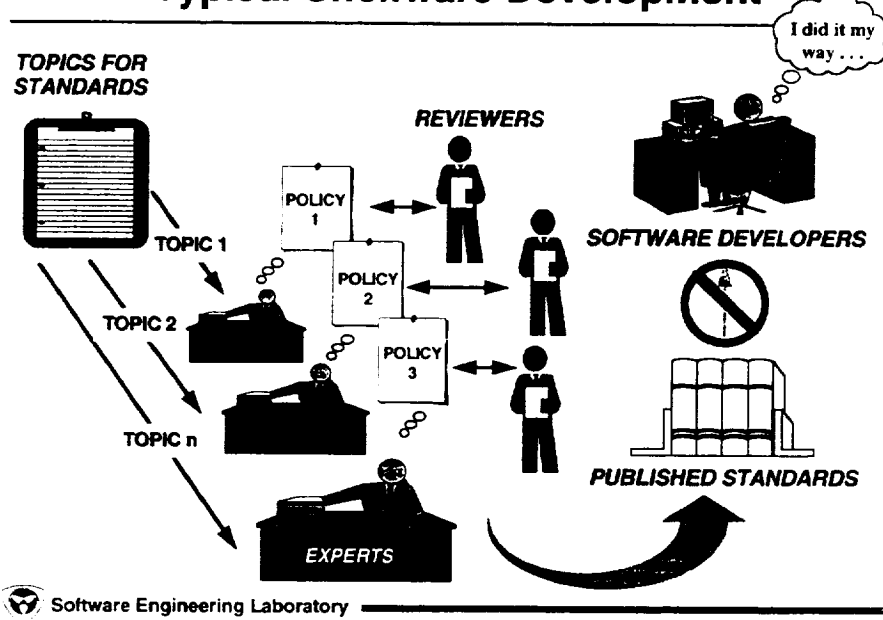 I did it my
way . . .
TOPICS FOR
STANDARDS
REVIEWERS
POLICY
1
TOPIC 1
SOFTWARE DEVELOPERS
POLICY
2
TOPIC 2
POLICY
3
TOPIC n
PUBLISHED STANDARDS
EXPERTS
Software Engineering Laboratory